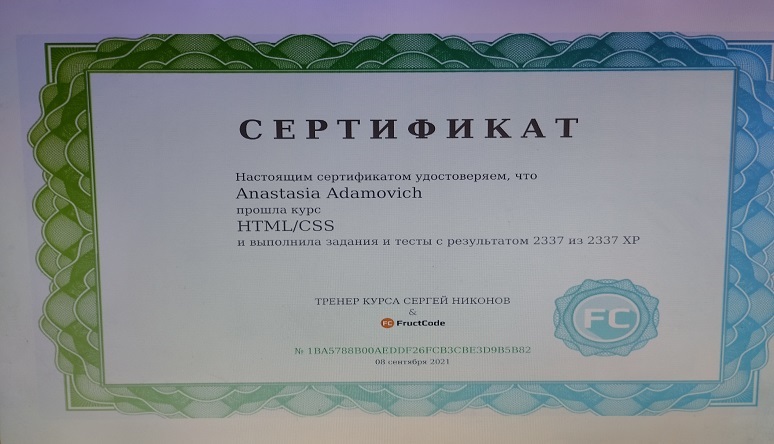 СЕРТИФИКАТ
Настоящим сертификатом удостоверяем, что
Anastasia Adamovich
прошла курс
HTML/CSS
и выполнила задания и тесты с результатом 2337 из 2337 XP
ТРЕНЕР КУРСА СЕРГЕЙ НИКОНОВ
&
FC FructCode
FC
№ 1BA5788B00AEDDF26FCB3CBE3D9B5B82
08 сентября 2021